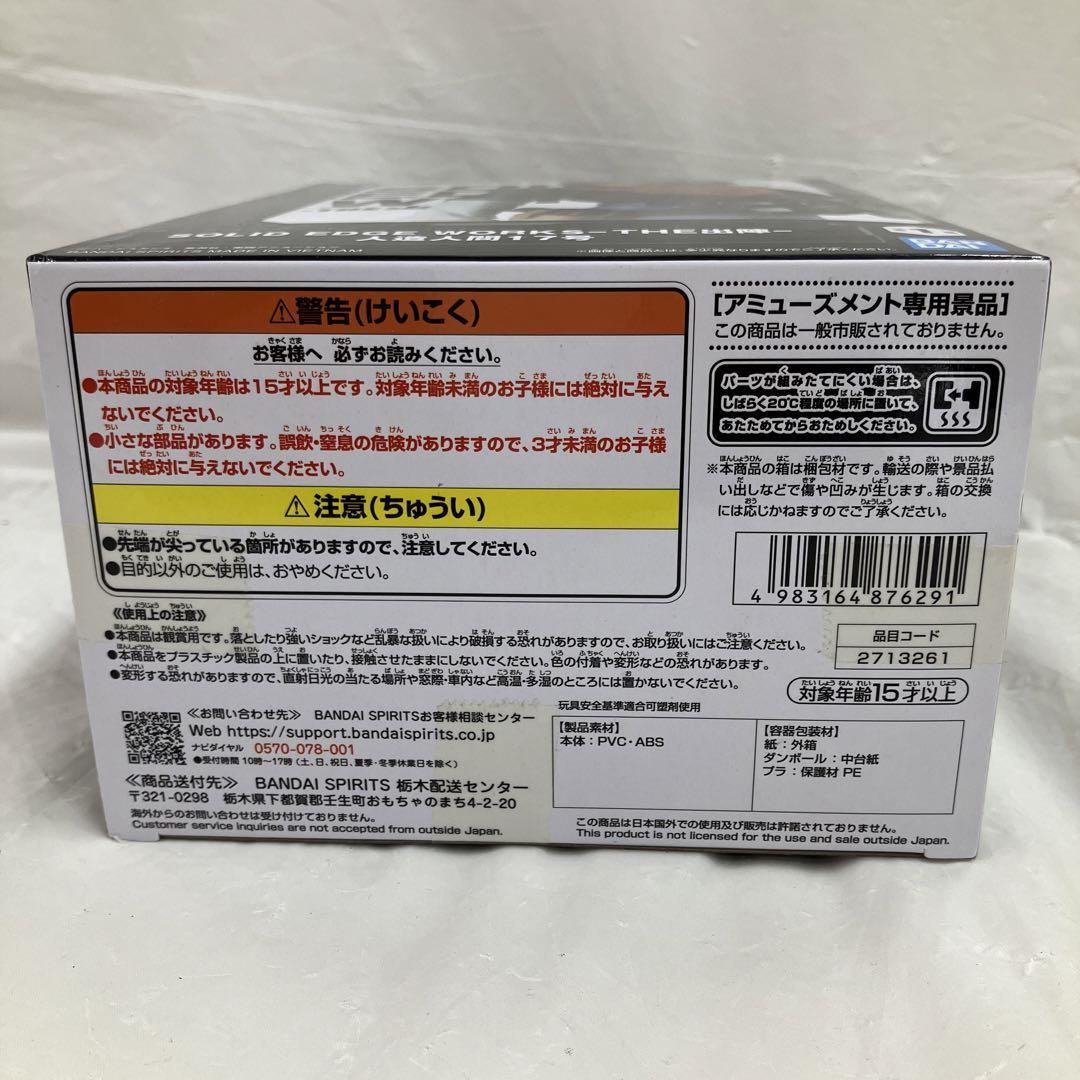 SOLID EDGE WORKS-THE出陣-
人造人間17号
BANDAI SPIRITS MADE IN VIETNAM
※画像と商品とは、多少異なりますのでご了承ください。
BANDAI
⚠警告(けいこく)
お客様へ 必ずお読みください。
●本商品の対象年齢は15才以上です。対象年齢未満のお子様には絶対に与え
ないでください。
●小さな部品があります。誤飲・窒息の危険がありますので、3才未満のお子様
には絶対に与えないでください。
⚠注意(ちゅうい)
●先端が尖っている箇所がありますので、注意してください。
●目的以外のご使用は、おやめください。
《使用上の注意》
●本商品は観賞用です。落としたり強いショックなど乱暴な扱いにより破損する恐れがありますので、お取り扱いにはご注意ください。
●本商品をプラスチック製品の上に置いたり、接触させたままにしないでください。色の付着や変形などの恐れがあります。
●変形する恐れがありますので、直射日光の当たる場所や窓際・車内など高温・多湿のところには置かないでください。
《お問い合わせ先》 BANDAI SPIRITSお客様相談センター
Web https://support.bandaispirits.co.jp
ナビダイヤル 0570-078-001
●受付時間 10時〜17時(土、日、祝日、夏季・冬季休業日を除く)
《商品送付先》 BANDAI SPIRITS 栃木配送センター
〒321-0298 栃木県下都賀郡壬生町おもちゃのまち4-2-20
海外からのお問い合わせは受け付けておりません。
Customer service inquiries are not accepted from outside Japan.
[アミューズメント専用景品]
この商品は一般市販されておりません。
パーツが組みたてにくい場合は、
しばらく20℃程度の場所に置いて、
あたためてからおためしください。
※本商品の箱は梱包材です。輸送の際や景品払
い出しなどで傷や凹みが生じます。箱の交換
には応じかねますのでご了承ください。
4 983164 876291
品目コード
2713261
対象年齢15才以上
玩具安全基準適合可塑剤使用
【製品素材】
本体：PVC・ABS
【容器包装材】
紙：外箱
ダンボール：中台紙
プラ：保護材 PE
この商品は日本国外での使用及び販売は許諾されておりません。
This product is not licensed for the use and sale outside Japan.